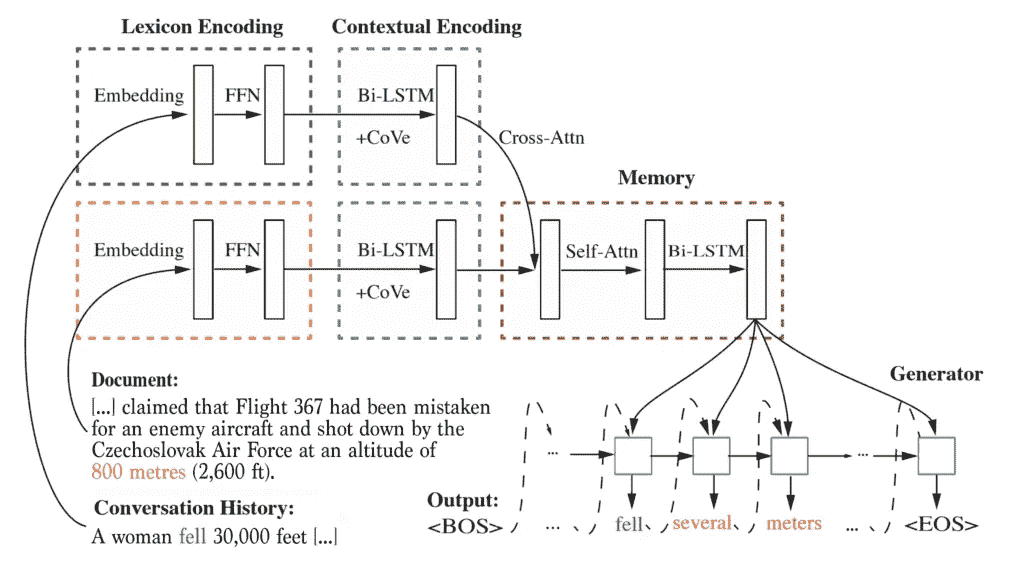 Lexicon Encoding
Contextual Encoding
Embedding
FFN
Bi-LSTM
+CoVe
Cross-Attn
Memory
Embedding
FFN
Bi-LSTM
+CoVe
Self-Attn
Bi-LSTM
Document:
[...] claimed that Flight 367 had been mistaken
for an enemy aircraft and shot down by the
Czechoslovak Air Force at an altitude of
800 metres (2,600 ft).
Conversation History:
A woman fell 30,000 feet [...]
Generator
... ...
Output:
<BOS> ... fell several meters ... <EOS>